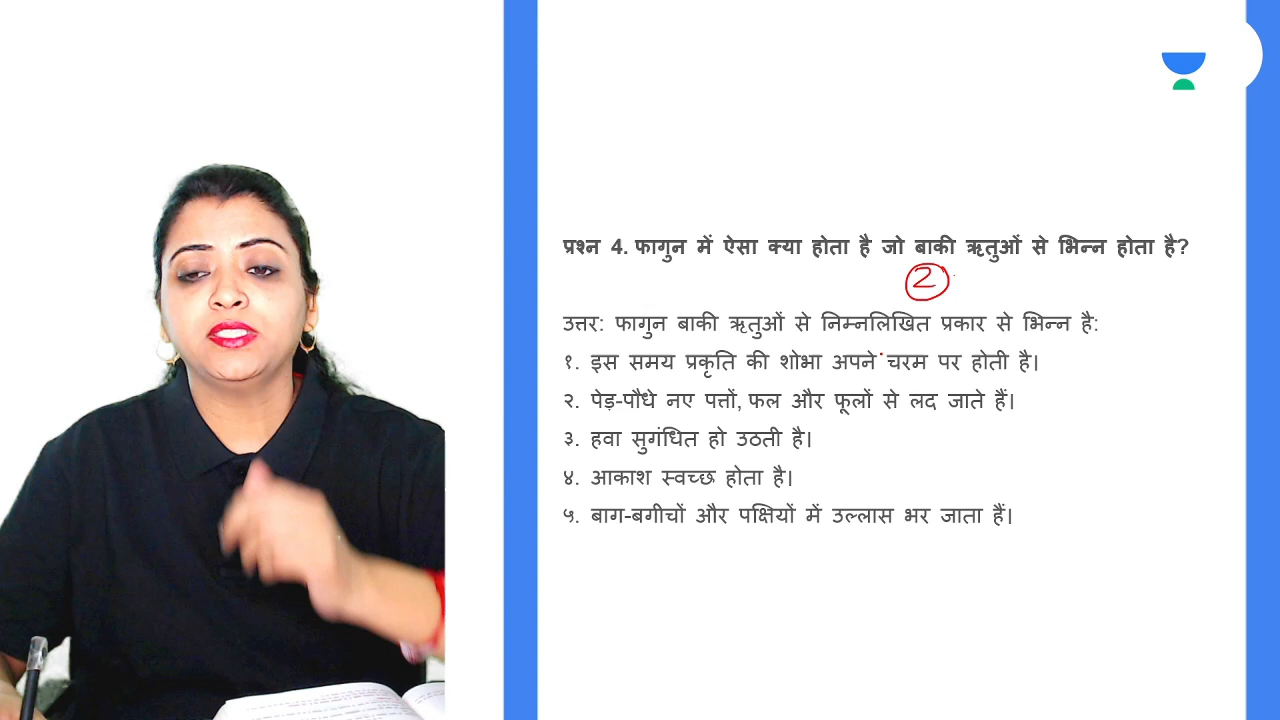 प्रश्न 4. फागुन में ऐसा क्या होता है जो बाकी ऋतुओं से भिन्न होता है?
2
उत्तर: फागुन बाकी ऋतुओं से निम्नलिखित प्रकार से भिन्न है:
१. इस समय प्रकृति की शोभा अपने चरम पर होती है।
२. पेड़-पौधे नए पत्तों, फल और फूलों से लद जाते हैं।
३. हवा सुगंधित हो उठती है।
४. आकाश स्वच्छ होता है।
५. बाग-बगीचों और पक्षियों में उल्लास भर जाता हैं।